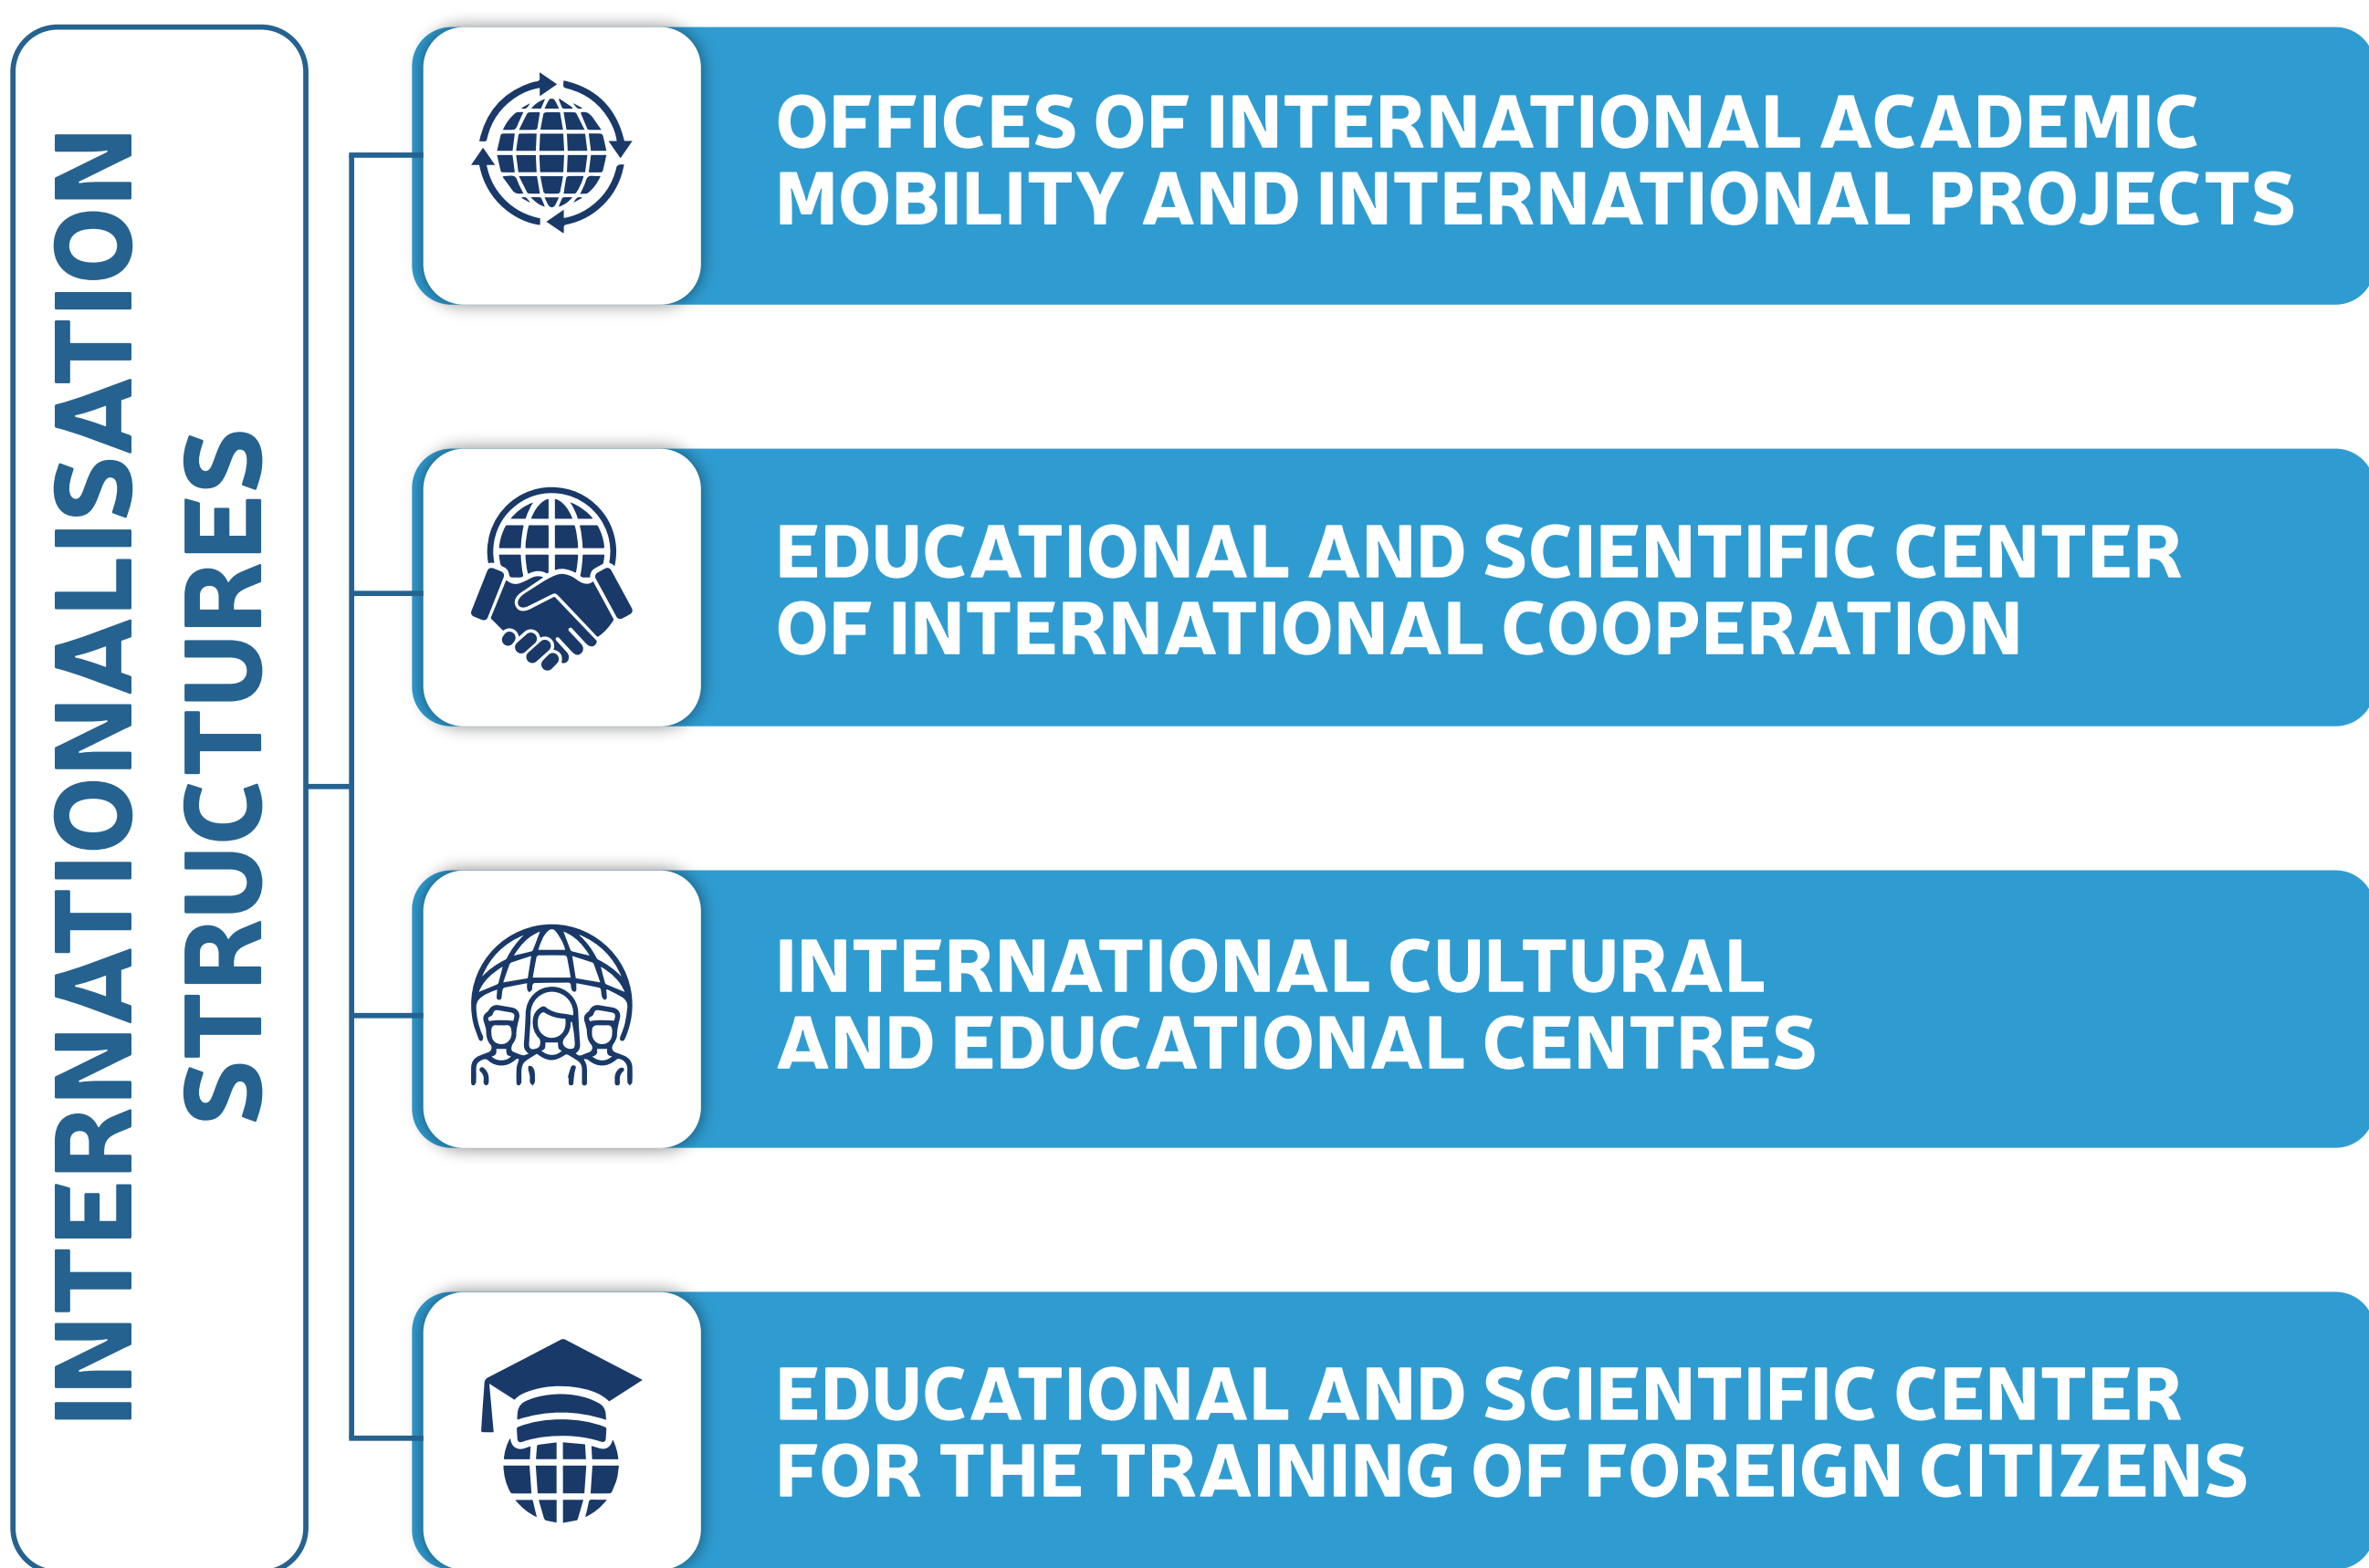 INTERNATIONALISATION
STRUCTURES
OFFICES OF INTERNATIONAL ACADEMIC
MOBILITY AND INTERNATIONAL PROJECTS
EDUCATIONAL AND SCIENTIFIC CENTER
OF INTERNATIONAL COOPERATION
INTERNATIONAL CULTURAL
AND EDUCATIONAL CENTRES
EDUCATIONAL AND SCIENTIFIC CENTER
FOR THE TRAINING OF FOREIGN CITIZENS